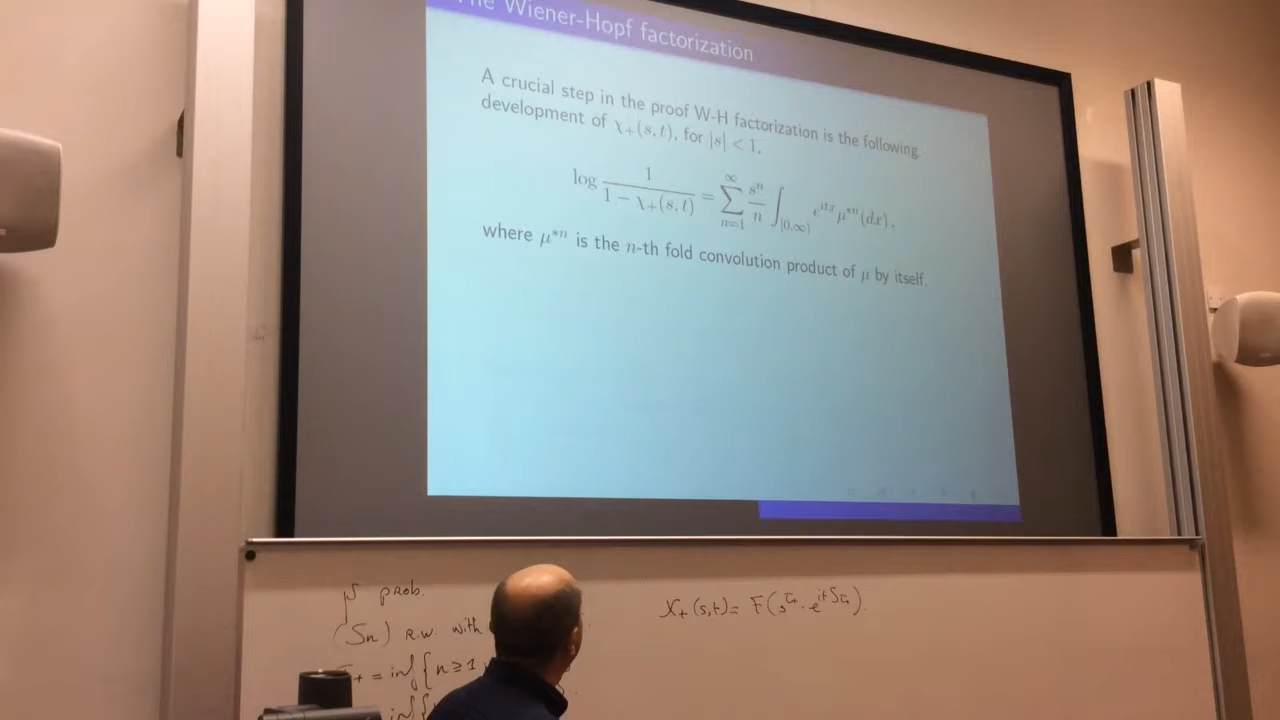 The Wiener-Hopf factorization
A crucial step in the proof W-H factorization is the following
development of χ₊(s, t), for |s| < 1,
log 1/(1 − χ₊(s, t)) = ∑_{n=1}^{∞} sⁿ/n ∫_{[0,∞)} e^{itx} μ*ⁿ(dx),
where μ*ⁿ is the n-th fold convolution product of μ by itself.
μ prob.
(Sn) R.W. with
τ+ = inf{n≥1
inf{
χ+(s,t)= E(s^{τ+}. e^{itSτ+}).